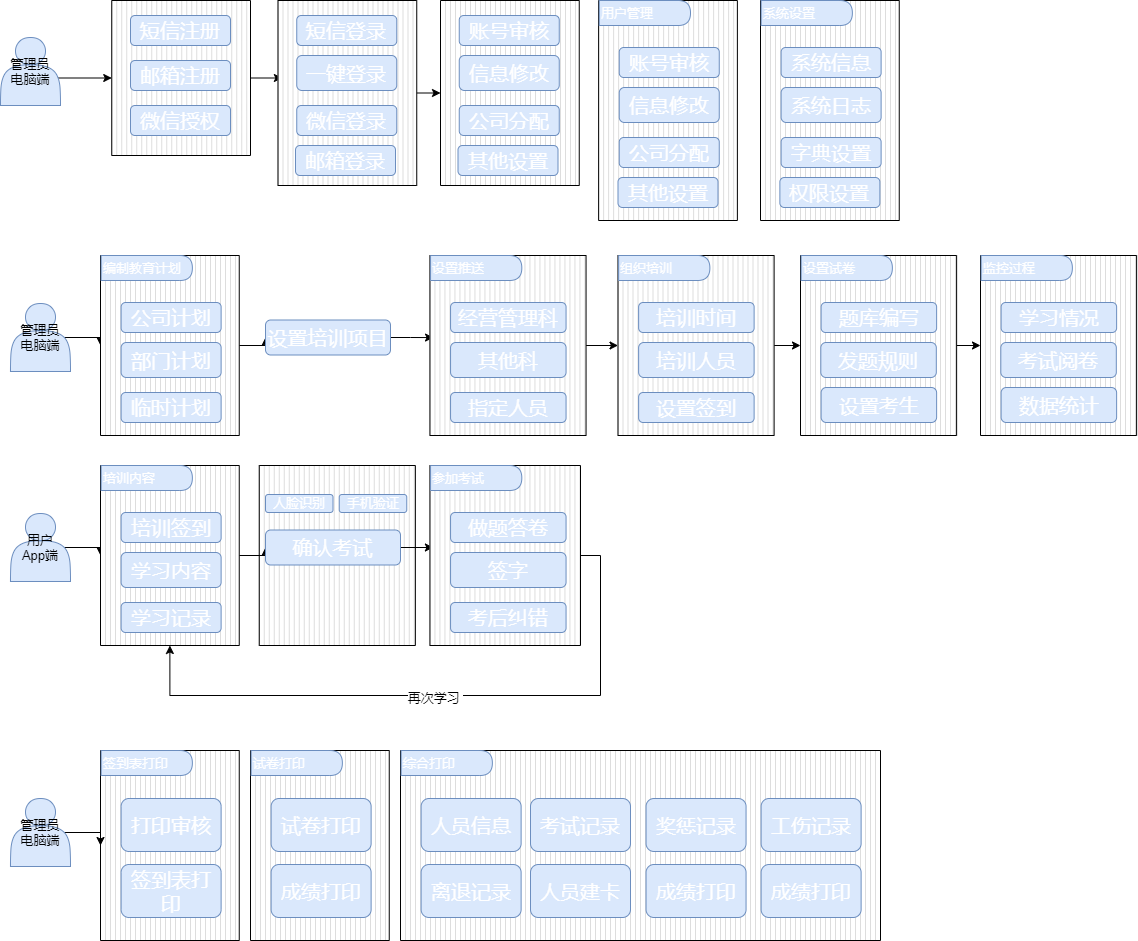 管理员
电脑端
短信注册
邮箱注册
微信授权
短信登录
一键登录
微信登录
邮箱登录
账号审核
信息修改
公司分配
其他设置
用户管理
账号审核
信息修改
公司分配
其他设置
系统设置
系统信息
系统日志
字典设置
权限设置
管理员
电脑端
编制教育计划
公司计划
部门计划
临时计划
设置培训项目
设置推送
经营管理科
其他科
指定人员
组织培训
培训时间
培训人员
设置签到
设置试卷
题库编写
发题规则
设置考生
监控过程
学习情况
考试阅卷
数据统计
用户
App端
培训内容
培训签到
学习内容
学习记录
人脸识别
手机验证
确认考试
参加考试
做题答卷
签字
考后纠错
再次学习
管理员
电脑端
签到表打印
打印审核
签到表打
印
试卷打印
试卷打印
成绩打印
综合打印
人员信息
考试记录
奖惩记录
工伤记录
离退记录
人员建卡
成绩打印
成绩打印